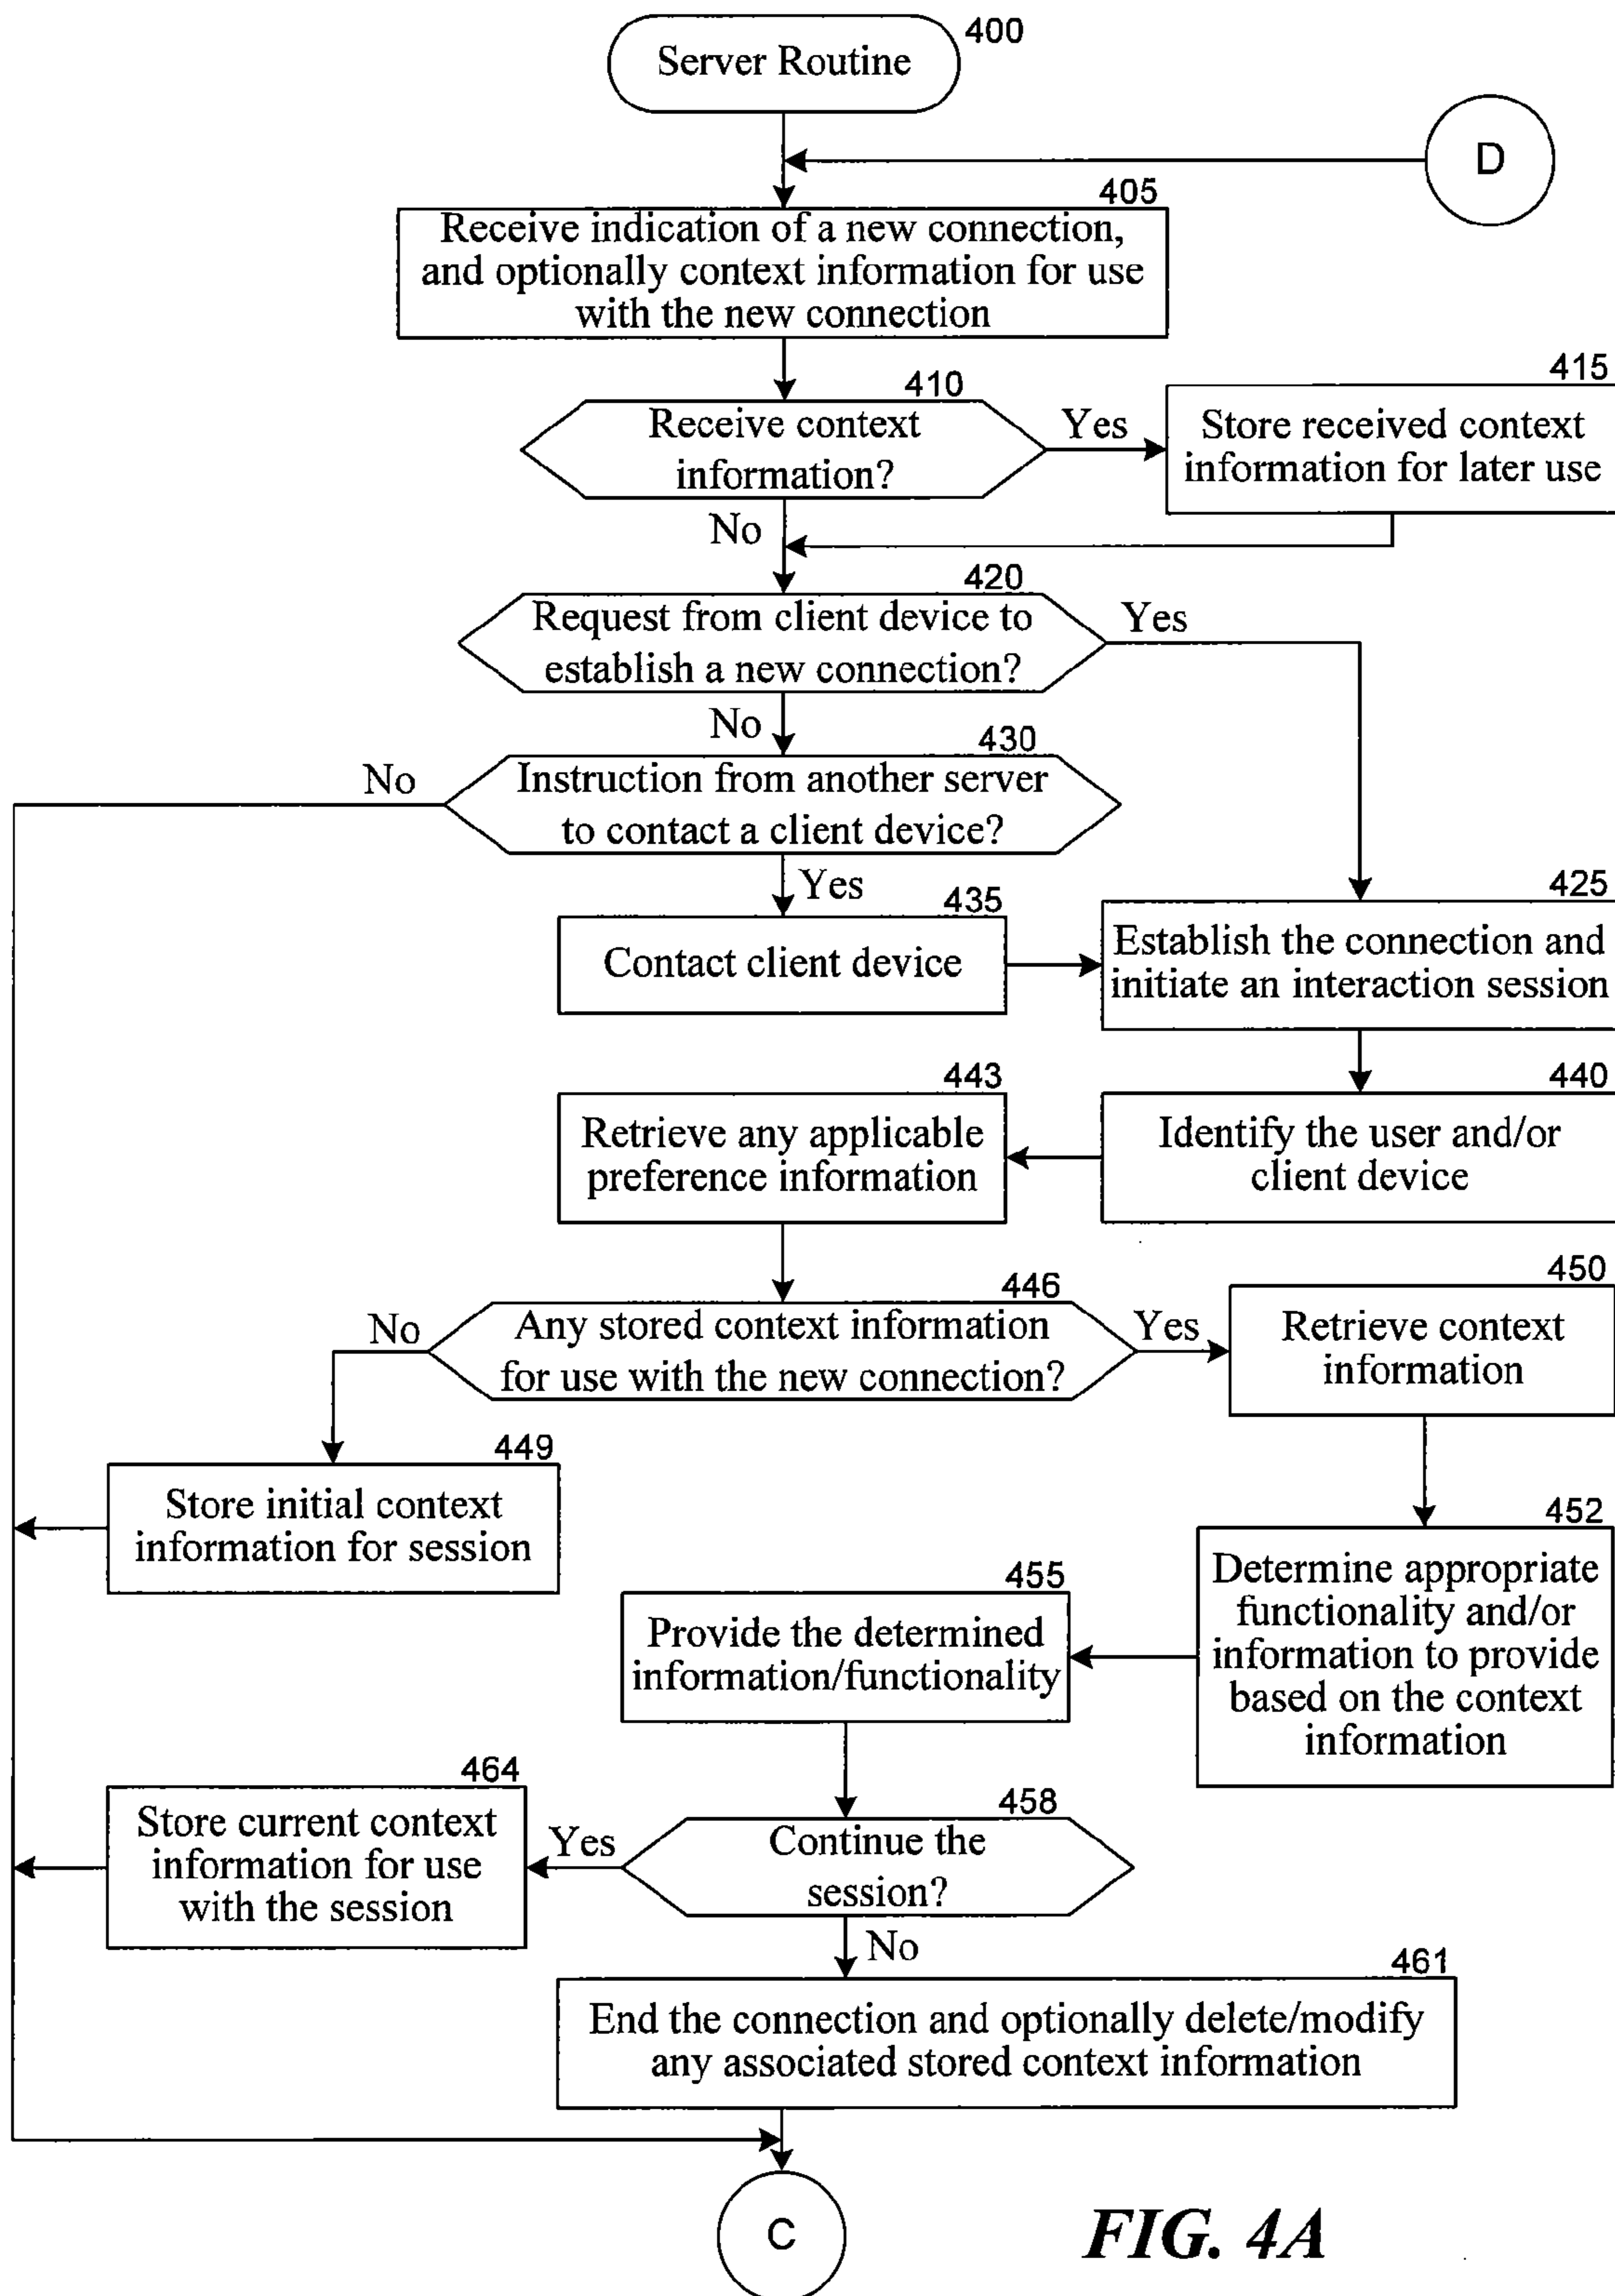 400
Server Routine
D
405
Receive indication of a new connection,
and optionally context information for use
with the new connection
410
Receive context
information?
Yes
415
Store received context
information for later use
No
420
Request from client device to
establish a new connection?
Yes
No
430
Instruction from another server
to contact a client device?
No
Yes
435
Contact client device
425
Establish the connection and
initiate an interaction session
440
Identify the user and/or
client device
443
Retrieve any applicable
preference information
446
Any stored context information
for use with the new connection?
No
Yes
450
Retrieve context
information
449
Store initial context
information for session
452
Determine appropriate
functionality and/or
information to provide
based on the context
information
455
Provide the determined
information/functionality
458
Continue the
session?
Yes
464
Store current context
information for use
with the session
No
461
End the connection and optionally delete/modify
any associated stored context information
C
FIG. 4A